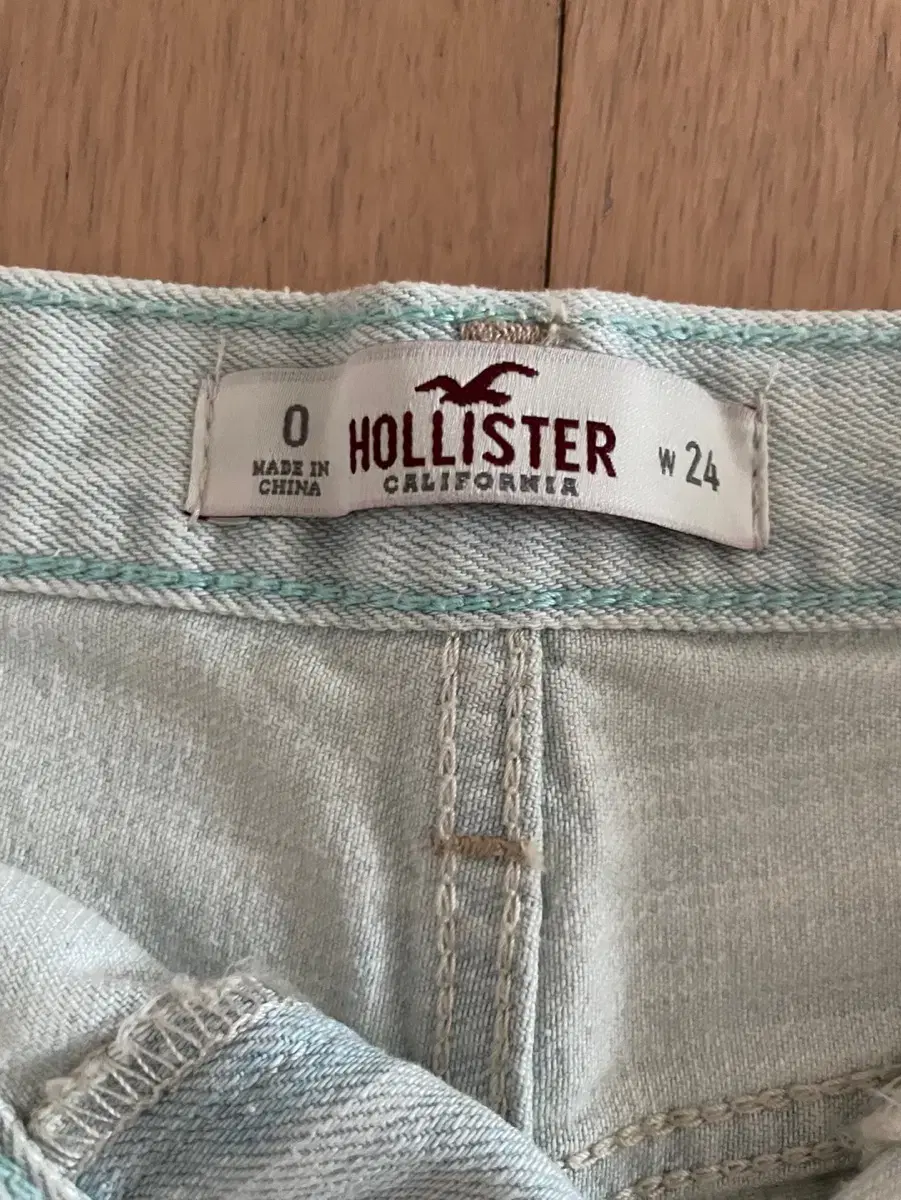 0
MADE IN
CHINA
HOLLISTER
CALIFORNIA
W 24